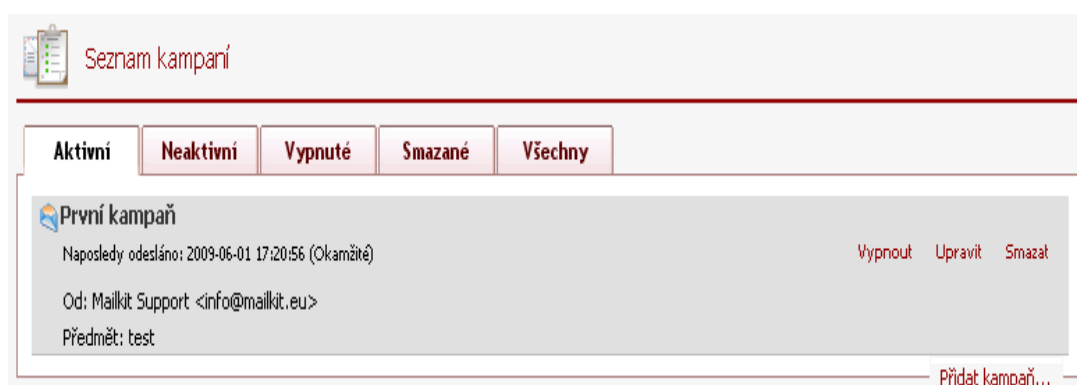 Seznam kampaní
Aktivní Neaktivní Vypnuté Smazané Všechny
První kampaň
Naposledy odesláno: 2009-06-01 17:20:56 (Okamžité)
Vypnout Upravit Smazat
Od: Mailkit Support <info@mailkit.eu>
Předmět: test
Přidat kampaň...